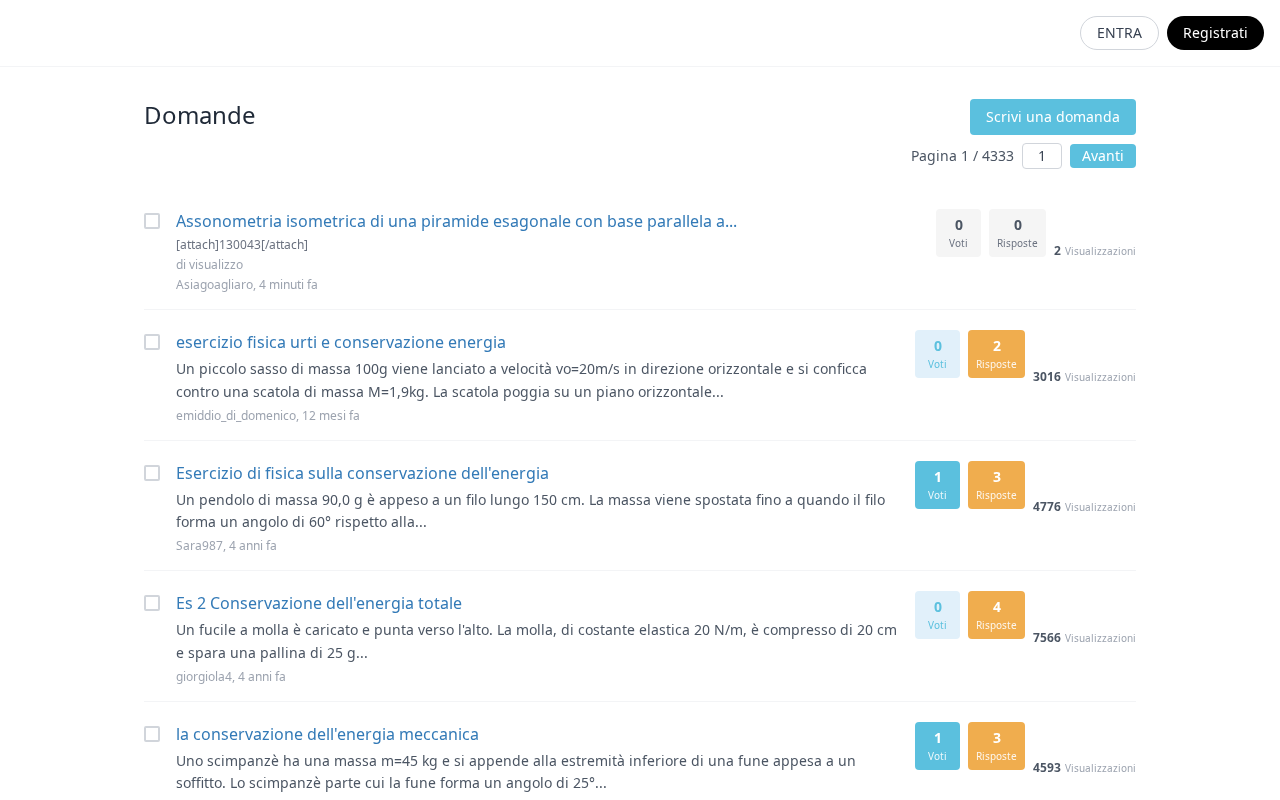 ENTRA
Registrati
Domande
Scrivi una domanda
Pagina 1 / 4333
1
Avanti
Assonometria isometrica di una piramide esagonale con base parallela a...
[attach]130043[/attach]
di visualizzo
Asiagoagliaro, 4 minuti fa
0
Voti
0
Risposte
2 Visualizzazioni
esercizio fisica urti e conservazione energia
Un piccolo sasso di massa 100g viene lanciato a velocità vo=20m/s in direzione orizzontale e si conficca
contro una scatola di massa M=1,9kg. La scatola poggia su un piano orizzontale...
emiddio_di_domenico, 12 mesi fa
0
Voti
2
Risposte
3016 Visualizzazioni
Esercizio di fisica sulla conservazione dell'energia
Un pendolo di massa 90,0 g è appeso a un filo lungo 150 cm. La massa viene spostata fino a quando il filo
forma un angolo di 60° rispetto alla...
Sara987, 4 anni fa
1
Voti
3
Risposte
4776 Visualizzazioni
Es 2 Conservazione dell'energia totale
Un fucile a molla è caricato e punta verso l'alto. La molla, di costante elastica 20 N/m, è compresso di 20 cm
e spara una pallina di 25 g...
giorgiola4, 4 anni fa
0
Voti
4
Risposte
7566 Visualizzazioni
la conservazione dell'energia meccanica
Uno scimpanzè ha una massa m=45 kg e si appende alla estremità inferiore di una fune appesa a un
soffitto. Lo scimpanzè parte cui la fune forma un angolo di 25°...
1
Voti
3
Risposte
4593 Visualizzazioni